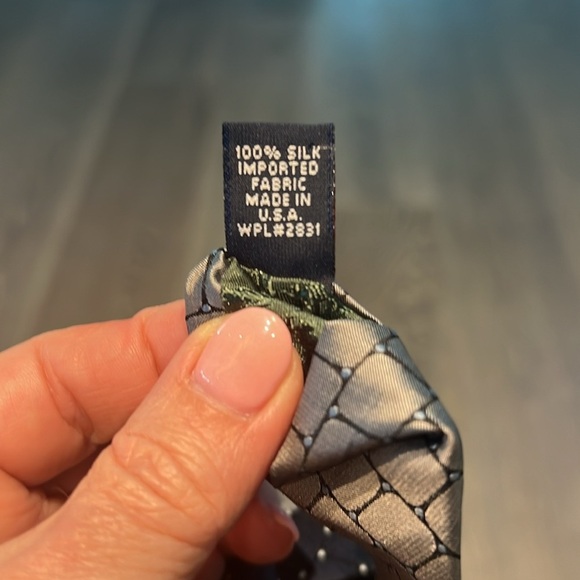 100% SILK
IMPORTED
FABRIC
MADE IN
U.S.A.
WPL#2831